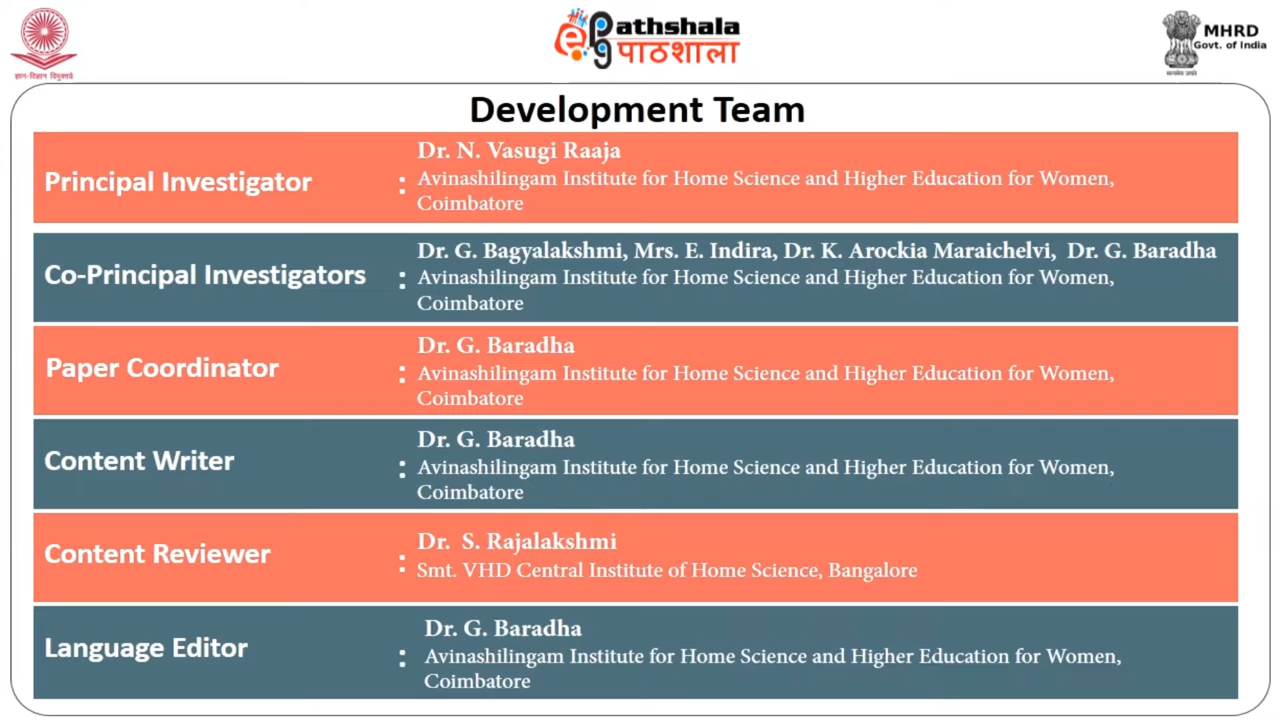 ज्ञान-विज्ञान विमुक्तये
e Pg Pathshala
पाठशाला
सत्यमेव जयते
MHRD
Govt. of India
Development Team
Principal Investigator
:
Dr. N. Vasugi Raaja
Avinashilingam Institute for Home Science and Higher Education for Women,
Coimbatore
Co-Principal Investigators
:
Dr. G. Bagyalakshmi, Mrs. E. Indira, Dr. K. Arockia Maraichelvi, Dr. G. Baradha
Avinashilingam Institute for Home Science and Higher Education for Women,
Coimbatore
Paper Coordinator
:
Dr. G. Baradha
Avinashilingam Institute for Home Science and Higher Education for Women,
Coimbatore
Content Writer
:
Dr. G. Baradha
Avinashilingam Institute for Home Science and Higher Education for Women,
Coimbatore
Content Reviewer
:
Dr. S. Rajalakshmi
Smt. VHD Central Institute of Home Science, Bangalore
Language Editor
:
Dr. G. Baradha
Avinashilingam Institute for Home Science and Higher Education for Women,
Coimbatore